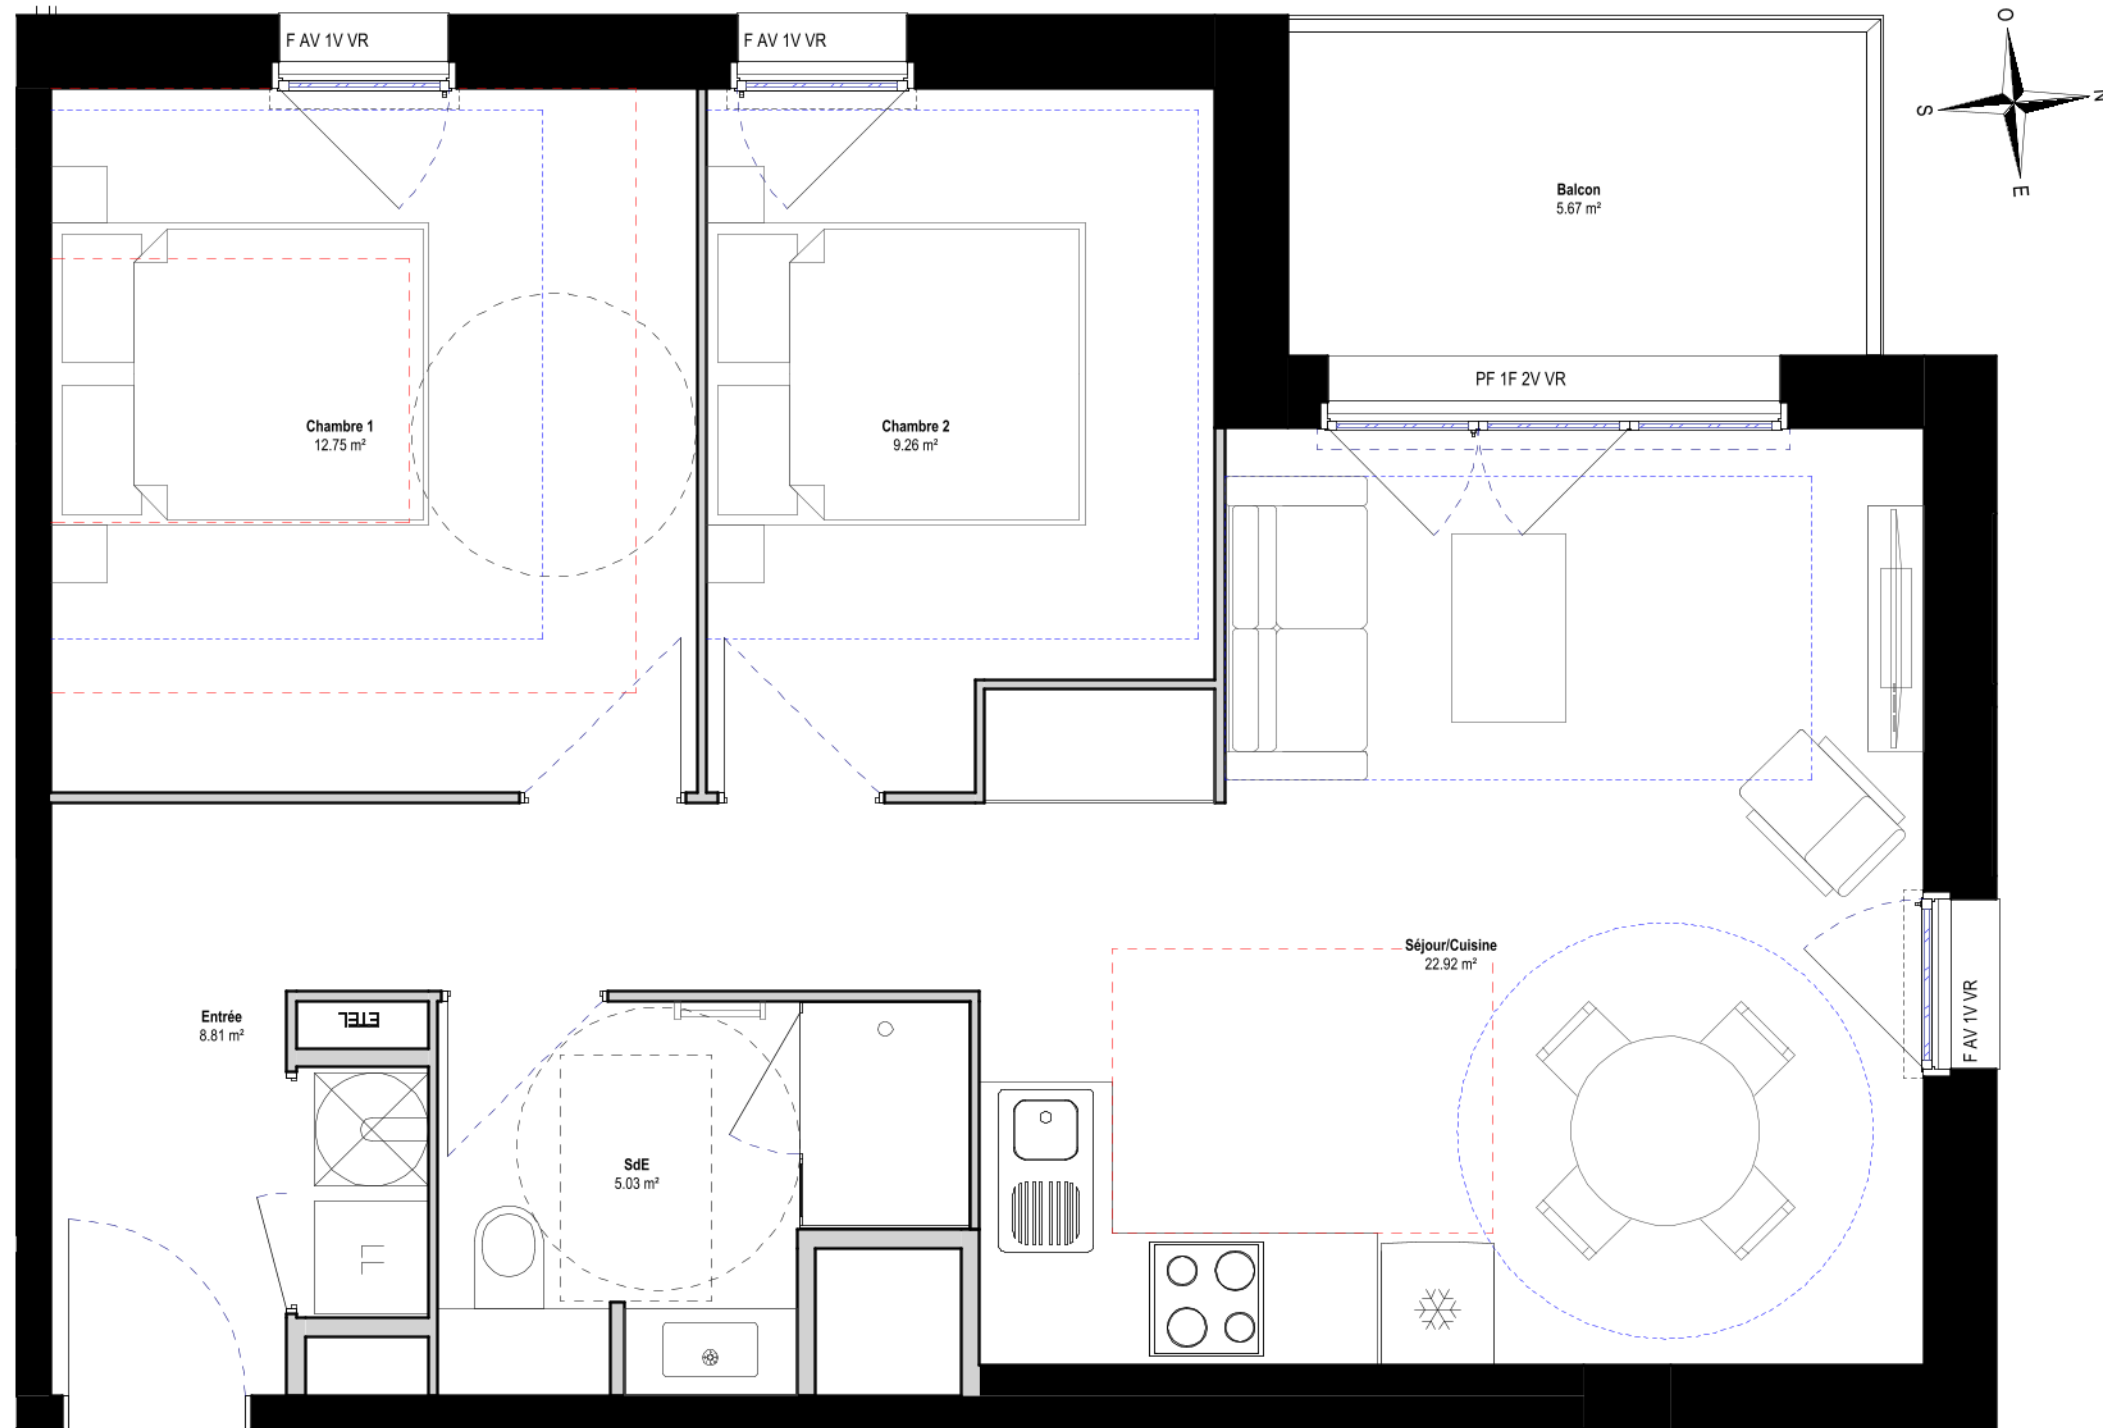 F AV 1V VR
F AV 1V VR
O
N
S
E
Balcon
5.67 m²
PF 1F 2V VR
Chambre 1
12.75 m²
Chambre 2
9.26 m²
Séjour/Cuisine
22.92 m²
F AV 1V VR
Entrée
8.81 m²
ETEL
SdE
5.03 m²
LL